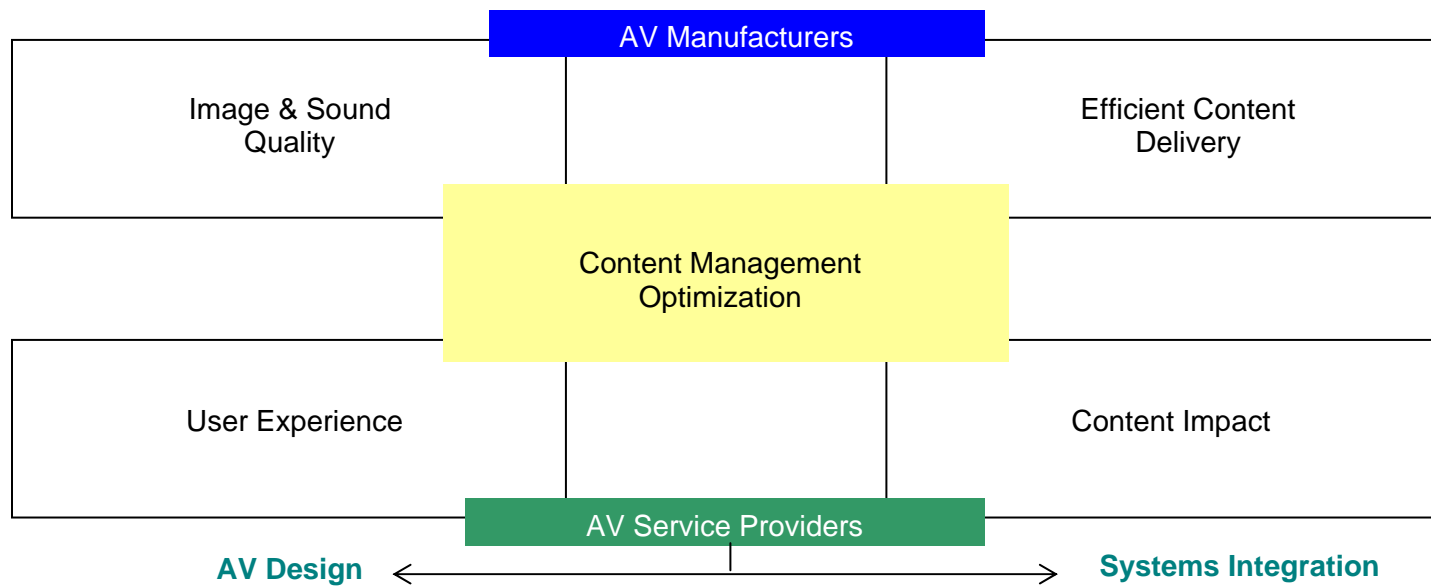 AV Manufacturers
Image & Sound
Quality
Efficient Content
Delivery
Content Management
Optimization
User Experience
Content Impact
AV Service Providers
AV Design
Systems Integration